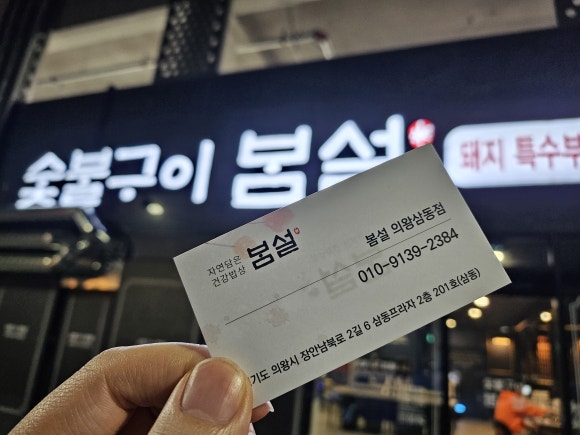 숯불구이 봄설
돼지 특수부
자연담은
건강밥상
봄설
봄설 의왕삼동점
010-9139-2384
기도 의왕시 장안남북로 2길 6 삼동프라자 2층 201호(삼동)